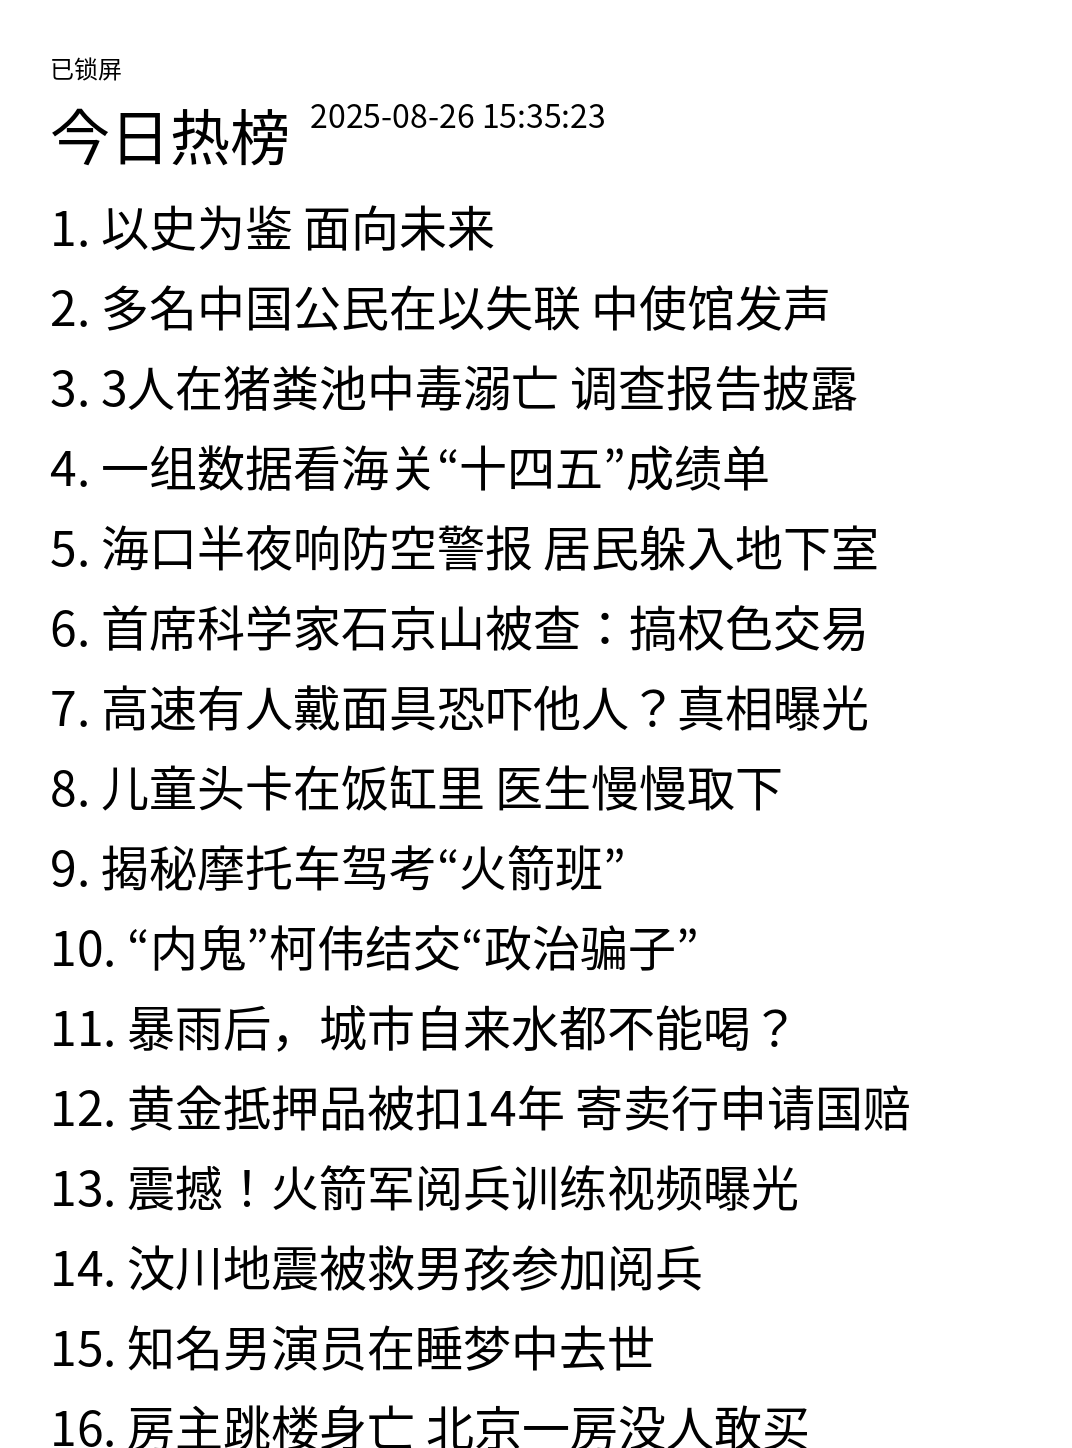 已锁屏
今日热榜 2025-08-26 15:35:23
1. 以史为鉴 面向未来
2. 多名中国公民在以失联 中使馆发声
3. 3人在猪粪池中毒溺亡 调查报告披露
4. 一组数据看海关“十四五”成绩单
5. 海口半夜响防空警报 居民躲入地下室
6. 首席科学家石京山被查：搞权色交易
7. 高速有人戴面具恐吓他人？真相曝光
8. 儿童头卡在饭缸里 医生慢慢取下
9. 揭秘摩托车驾考“火箭班”
10. “内鬼”柯伟结交“政治骗子”
11. 暴雨后，城市自来水都不能喝？
12. 黄金抵押品被扣14年 寄卖行申请国赔
13. 震撼！火箭军阅兵训练视频曝光
14. 汶川地震被救男孩参加阅兵
15. 知名男演员在睡梦中去世
16. 房主跳楼身亡 北京一房没人敢买